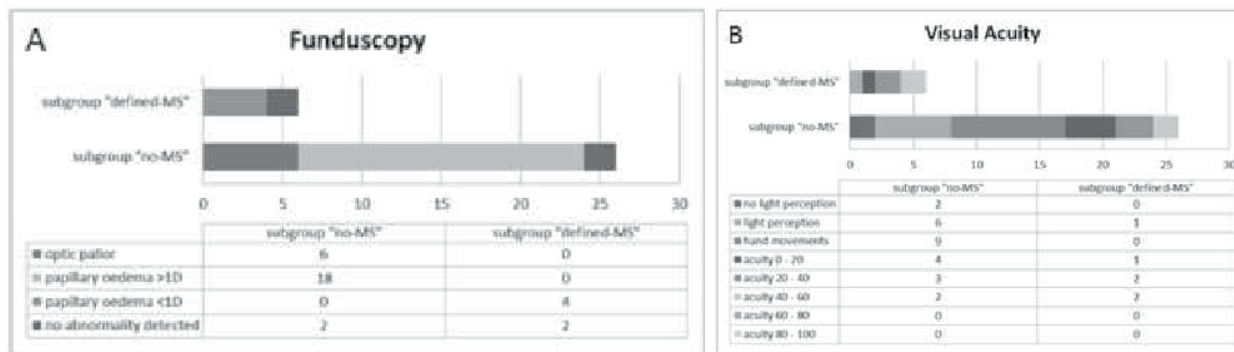 A
Funduscopy
subgroup "defined-MS"
subgroup "no-MS"
0 5 10 15 20 25 30
subgroup "no-MS" subgroup "defined-MS"
optic pallor 6 0
papillary oedema >1D 18 0
papillary oedema <1D 0 4
no abnormality detected 2 2
B
Visual Acuity
subgroup "defined-MS"
subgroup "no-MS"
0 5 10 15 20 25 30
subgroup "no-MS" subgroup "defined-MS"
no light perception 2 0
light perception 6 1
hand movements 9 0
acuity 0 - 20 4 1
acuity 20 - 40 3 2
acuity 40 - 60 2 2
acuity 60 - 80 0 0
acuity 80 - 100 0 0